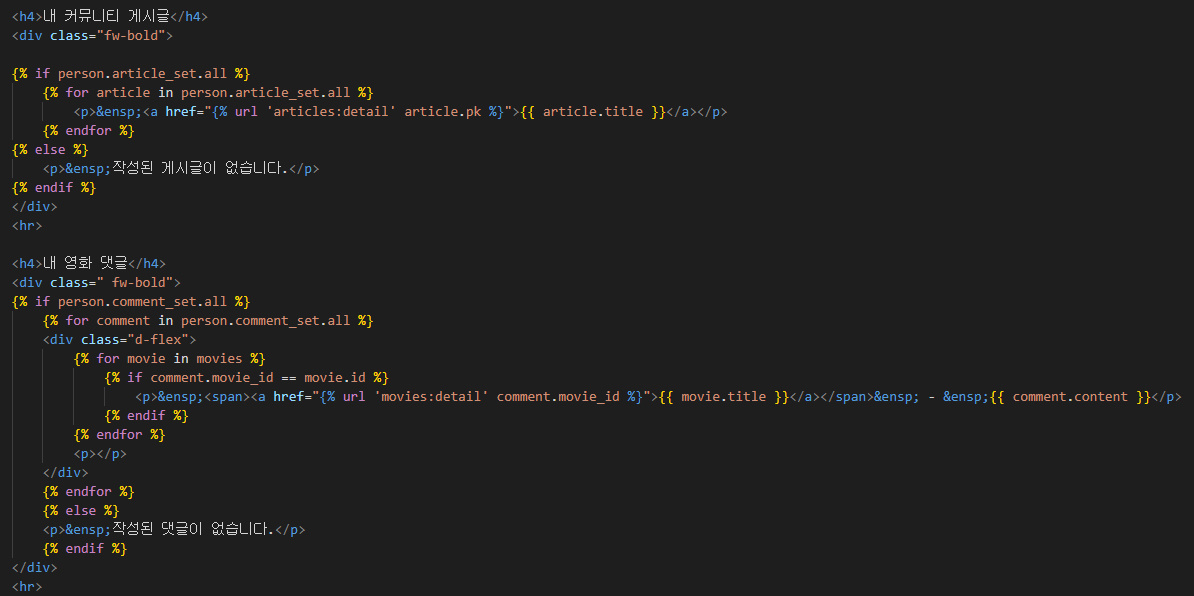 <h4>내 커뮤니티 게시글</h4>
<div class="fw-bold">

{% if person.article_set.all %}
    {% for article in person.article_set.all %}
        <p>&ensp;<a href="{% url 'articles:detail' article.pk %}">{{ article.title }}</a></p>
    {% endfor %}
{% else %}
    <p>&ensp;작성된 게시글이 없습니다.</p>
{% endif %}
</div>
<hr>

<h4>내 영화 댓글</h4>
<div class=" fw-bold">
{% if person.comment_set.all %}
    {% for comment in person.comment_set.all %}
    <div class="d-flex">
        {% for movie in movies %}
            {% if comment.movie_id == movie.id %}
                <p>&ensp;<span><a href="{% url 'movies:detail' comment.movie_id %}">{{ movie.title }}</a></span>&ensp; - &ensp;{{ comment.content }}</p>
            {% endif %}
        {% endfor %}
        <p></p>
    </div>
    {% endfor %}
    {% else %}
    <p>&ensp;작성된 댓글이 없습니다.</p>
    {% endif %}
</div>
<hr>